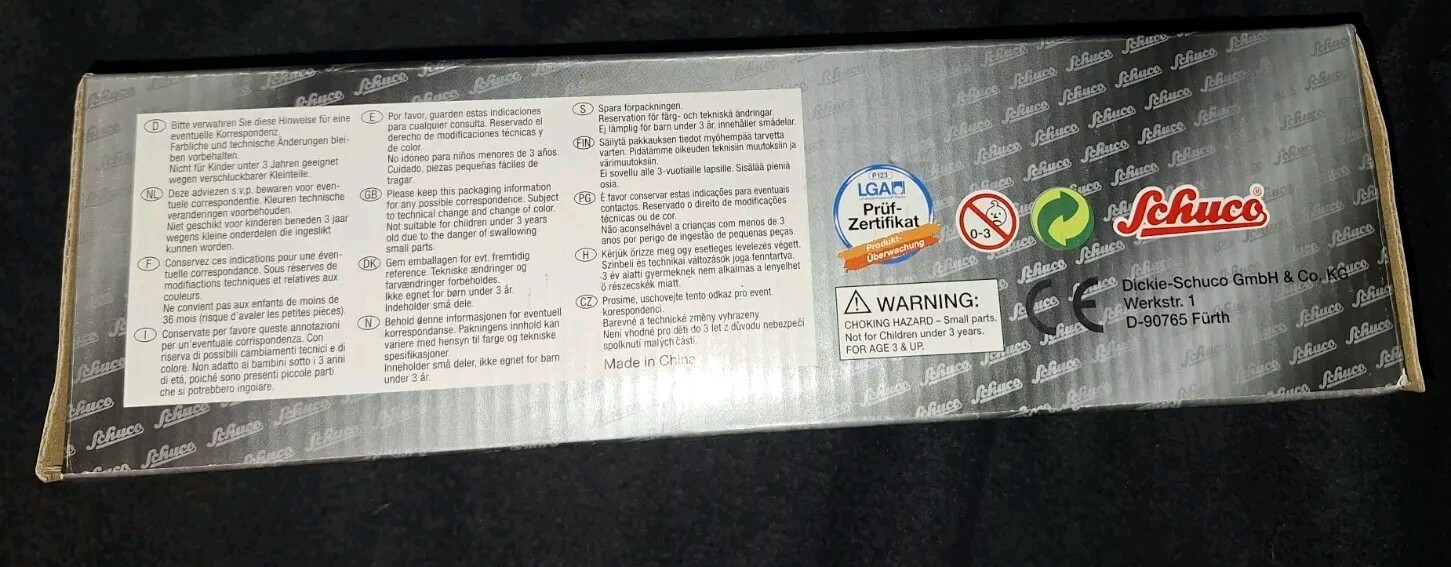 D Bitte verwahren Sie diese Hinweise für eine
eventuelle Korrespondenz.
Farbliche und technische Änderungen blei-
ben vorbehalten.
Nicht für Kinder unter 3 Jahren geeignet
wegen verschluckbarer Kleinteile.
NL Deze adviezen s.v.p. bewaren voor even-
tuele correspondentie. Kleuren technische
veranderingen voorbehouden.
Niet geschikt voor kinderen beneden 3 jaar
wegens kleine onderdelen die ingeslikt
kunnen worden.
F Conservez ces indications pour une éven-
tuelle correspondance. Sous réserves de
modifiactions techniques et relatives aux
couleurs.
Ne convient pas aux enfants de moins de
36 mois (risque d'avaler les petites pièces).
I Conservate per favore queste annotazioni
per un'eventuale corrispondenza. Con
riserva di possibili cambiamenti tecnici e di
colore. Non adatto ai bambini sotto i 3 anni
di età, poiché sono presenti piccole parti
che si potrebbero ingoiare.
E Por favor, guarden estas indicaciones
para cualquier consulta. Reservado el
derecho de modificaciones técnicas y
de color.
No idóneo para niños menores de 3 años.
Cuidado, piezas pequeñas fáciles de
tragar.
GB Please keep this packaging information
for any possible correspondence. Subject
to technical change and change of color.
Not suitable for children under 3 years
old due to the danger of swallowing
small parts.
DK Gem emballagen for evt. fremtidig
reference. Tekniske ændringer og
farvændringer forbeholdes.
Ikke egnet for børn under 3 år.
Indeholder små dele.
N Behold denne informasjonen for eventuell
korrespondanse. Pakningens innhold kan
variere med hensyn til farge og tekniske
spesifikasjoner.
Inneholder små deler, ikke egnet for barn
under 3 år.
S Spara förpackningen.
Reservation för färg- och tekniskä ändringar.
Ej lämplig för barn under 3 år, innehåller smådelar.
FIN Säilytä pakkauksen tiedot myöhempää tarvetta
varten. Pidätämme oikeuden teknisiin muutoksiin ja
värimuutoksiin.
Ei sovellu alle 3-vuotiaille lapsille. Sisälää pieniä
osia.
PG É favor conservar estas indicações para eventuais
contactos. Reservado o direito de modificações
técnicas ou de cor.
Não aconselhável a crianças com menos de 3
anos por perigo de ingestão de pequenas peças.
H Kérjük őrizze meg ogy esetleges levelezés végett.
Színbeli és technikai változások joga fenntartva.
3 év alatti gyermeknek nem alkalmas a lenyelhet
ő részecskék miatt.
CZ Prosime, uschovejte tento odkaz pro event.
korespondenci.
Barevné a technické změny vyhrazeny.
Není vhodné pro děti do 3 let z důvodu nebezpečí
spolknuti malých části.
Made in China
P123
LGA
Prüf-
Zertifikat
Produkt-
Überwachung
0-3
Schuco®
WARNING:
CHOKING HAZARD – Small parts.
Not for Children under 3 years.
FOR AGE 3 & UP.
CE
Dickie-Schuco GmbH & Co. KG
Werkstr. 1
D-90765 Fürth